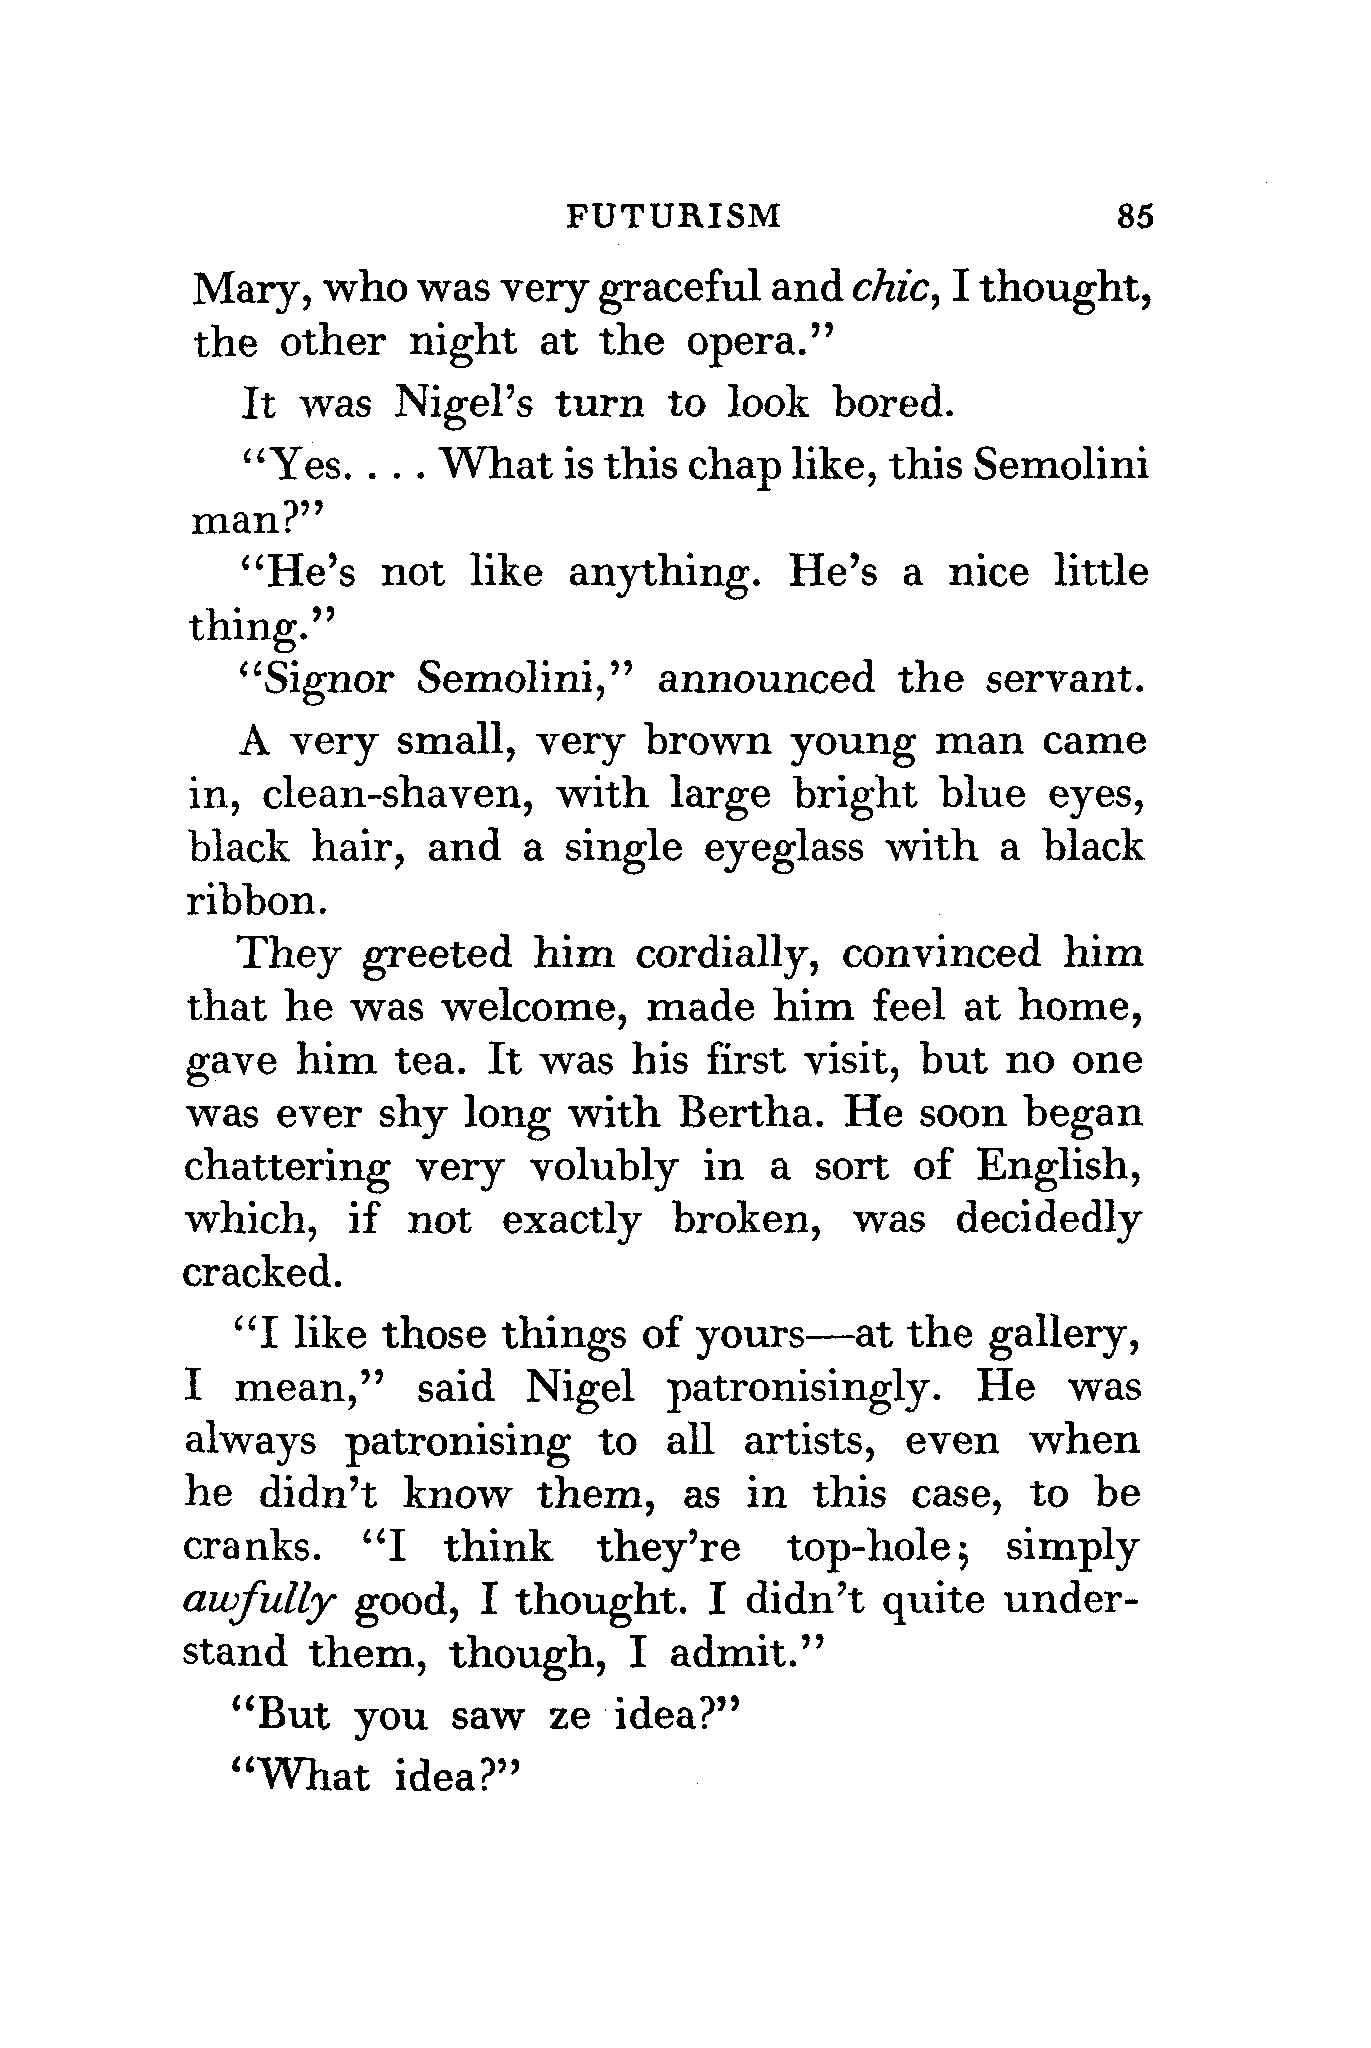 FUTURISM 85
Mary, who was very graceful and chic, I thought,
the other night at the opera.”
It was Nigel’s turn to look bored.
“Yes. . . . What is this chap like, this Semolini
man?”
“He’s not like anything. He’s a nice little
thing.”
“Signor Semolini,” announced the servant.
A very small, very brown young man came
in, clean-shaven, with large bright blue eyes,
black hair, and a single eyeglass with a black
ribbon.
They greeted him cordially, convinced him
that he was welcome, made him feel at home,
gave him tea. It was his first visit, but no one
was ever shy long with Bertha. He soon began
chattering very volubly in a sort of English,
which, if not exactly broken, was decidedly
cracked.
“I like those things of yours—at the gallery,
I mean,” said Nigel patronisingly. He was
always patronising to all artists, even when
he didn’t know them, as in this case, to be
cranks. “I think they’re top-hole; simply
awfully good, I thought. I didn’t quite under-
stand them, though, I admit.”
“But you saw ze idea?”
“What idea?”